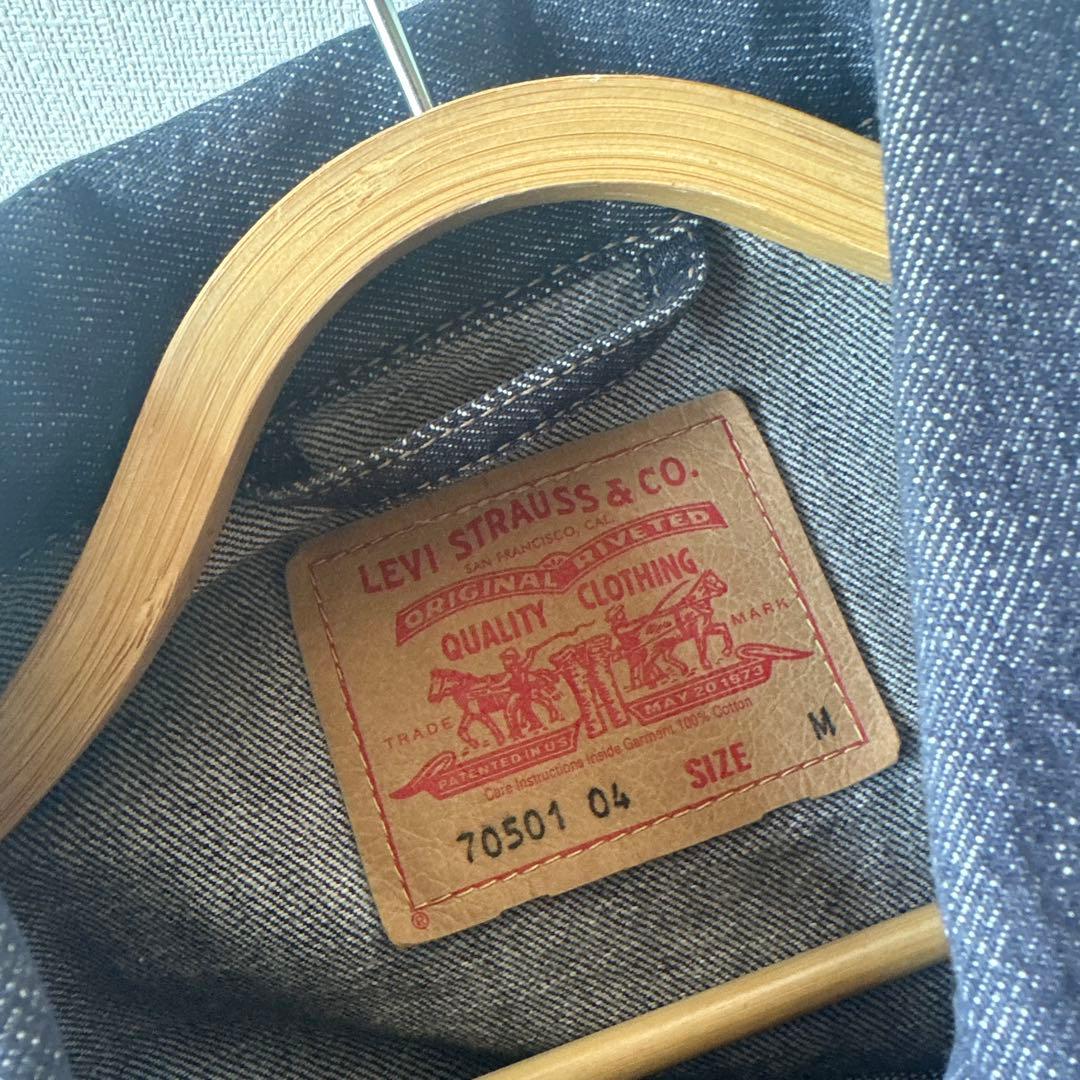 LEVI STRAUSS & CO.
SAN FRANCISCO, CAL.
ORIGINAL RIVETED
QUALITY CLOTHING
TRADE MARK
PATENTED IN US MAY 20 1873
Care Instructions Inside Garment 100% Cotton
70501 04 SIZE M
®